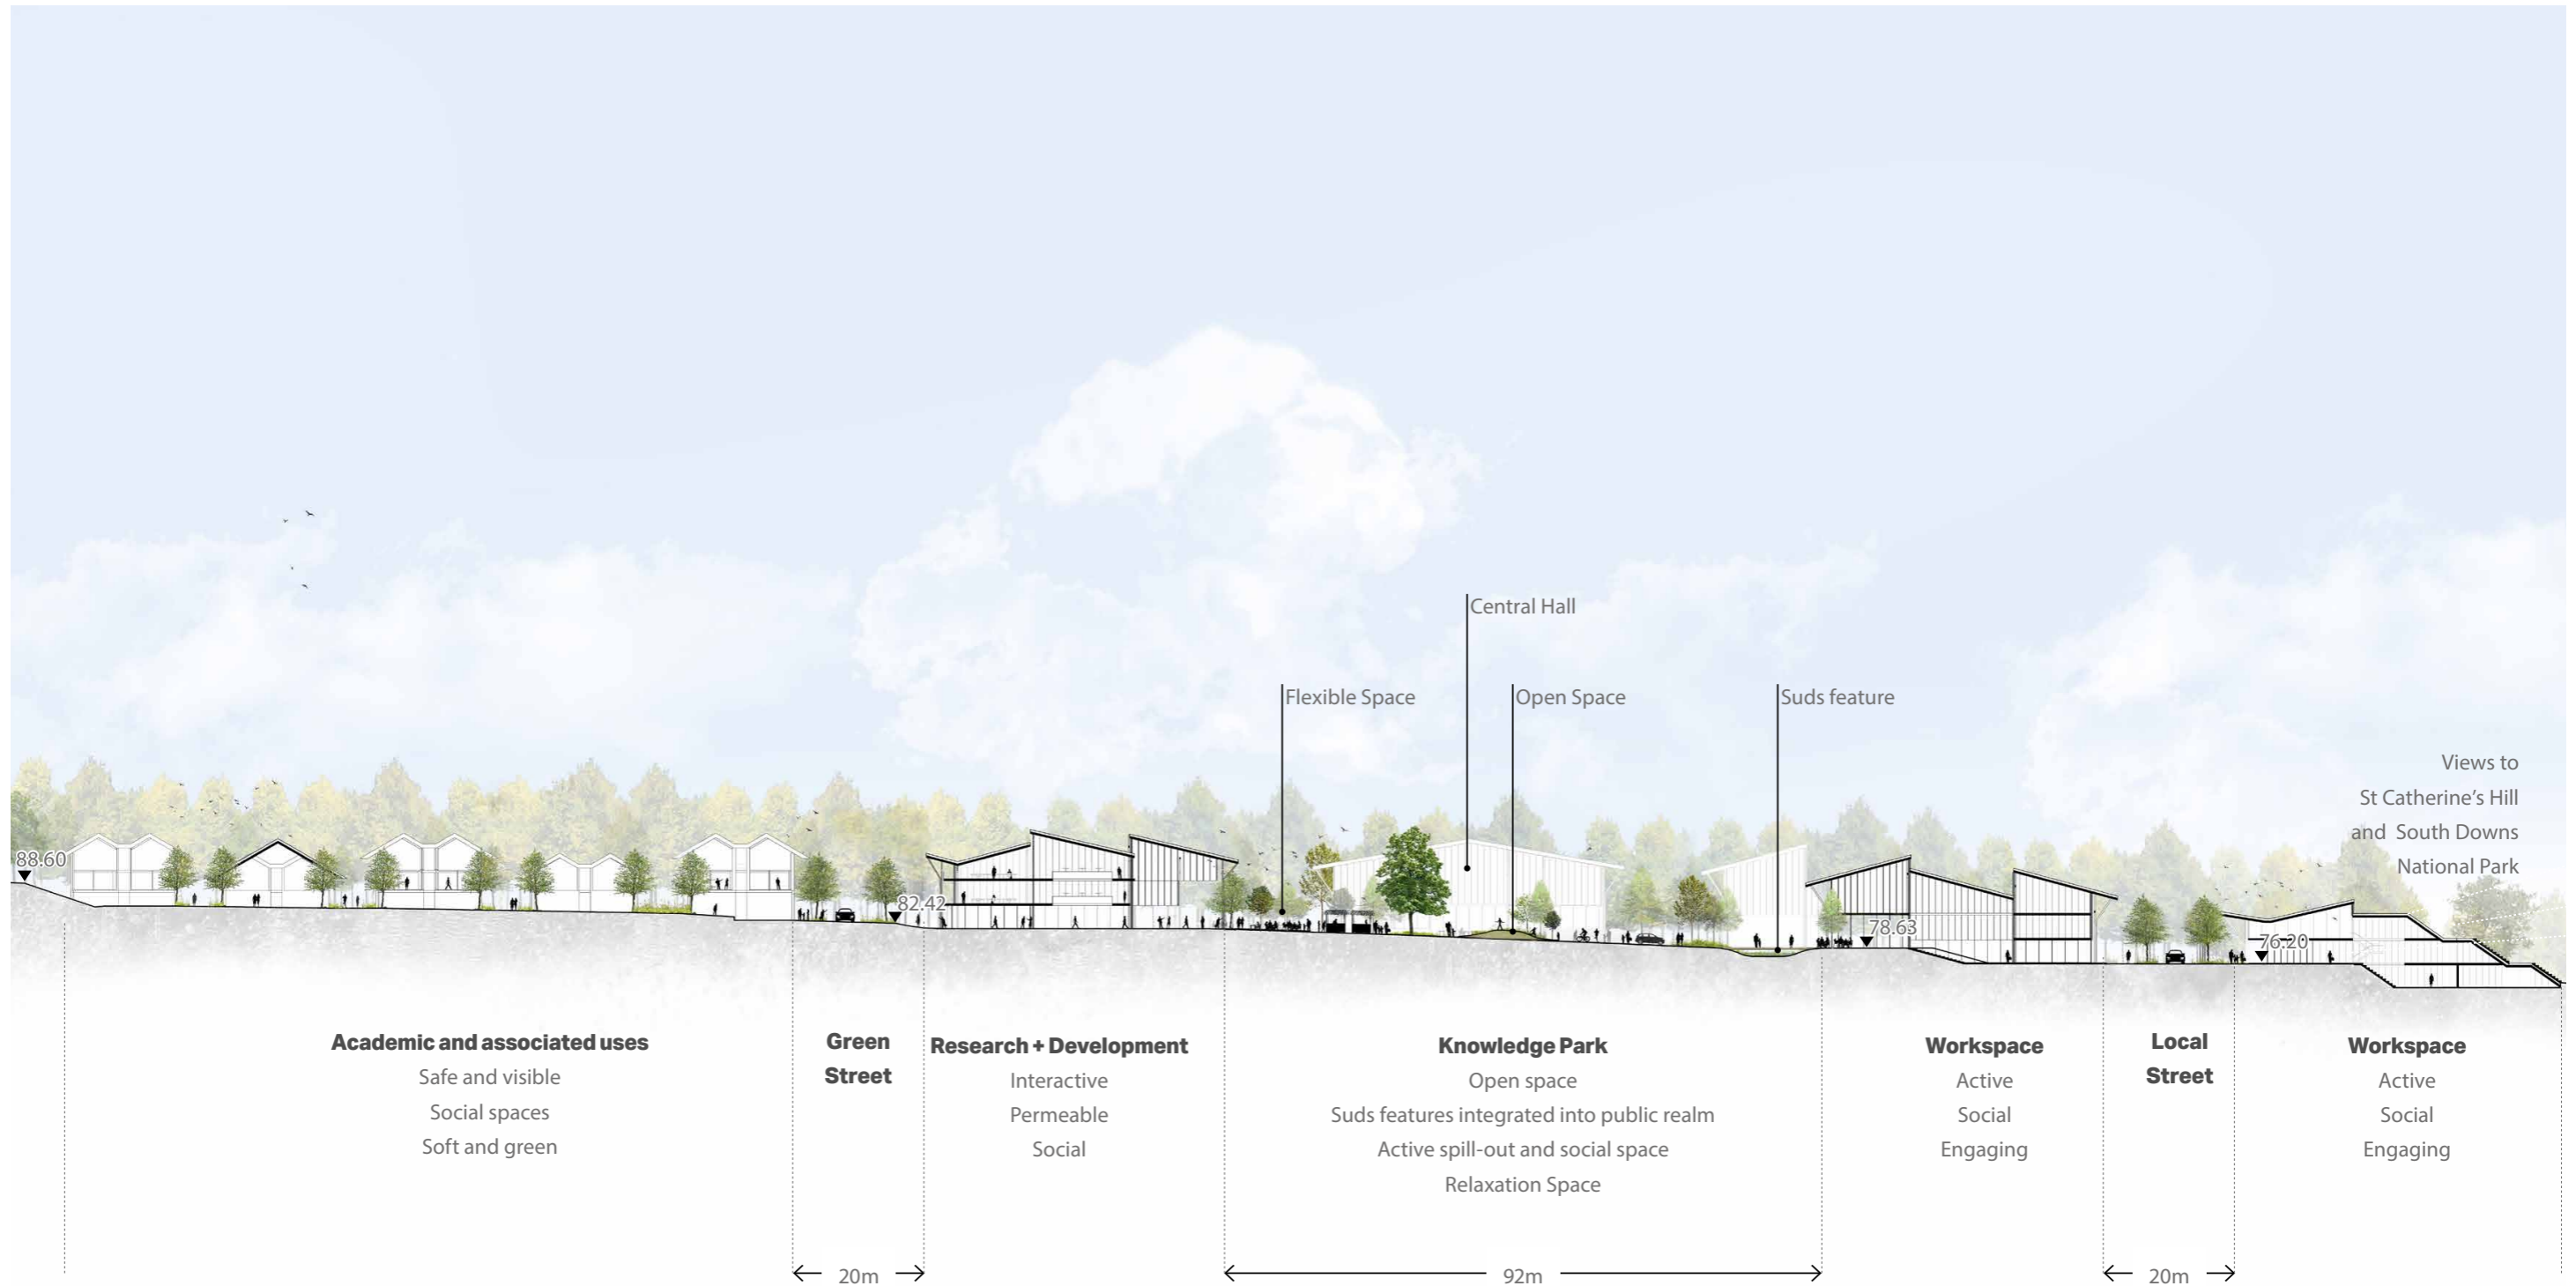 Central Hall
Flexible Space
Open Space
Suds feature
Views to
St Catherine's Hill
and South Downs
National Park
88.60
82.42
78.63
76.20
Academic and associated uses
Safe and visible
Social spaces
Soft and green
Green
Street
Research + Development
Interactive
Permeable
Social
Knowledge Park
Open space
Suds features integrated into public realm
Active spill-out and social space
Relaxation Space
Workspace
Active
Social
Engaging
Local
Street
Workspace
Active
Social
Engaging
20m
92m
20m